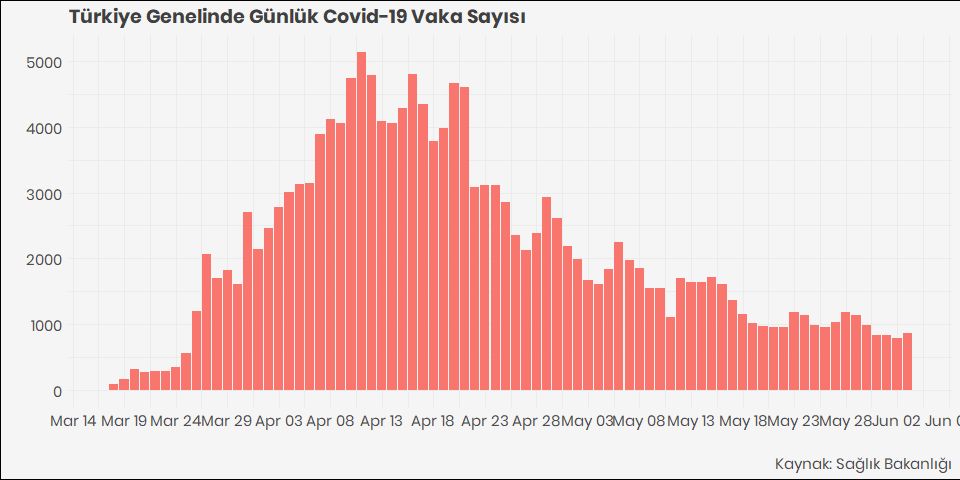 Türkiye Genelinde Günlük Covid-19 Vaka Sayısı
5000
4000
3000
2000
1000
0
Mar 14 Mar 19 Mar 24 Mar 29 Apr 03 Apr 08 Apr 13 Apr 18 Apr 23 Apr 28 May 03 May 08 May 13 May 18 May 23 May 28 Jun 02 Jun
Kaynak: Sağlık Bakanlığı